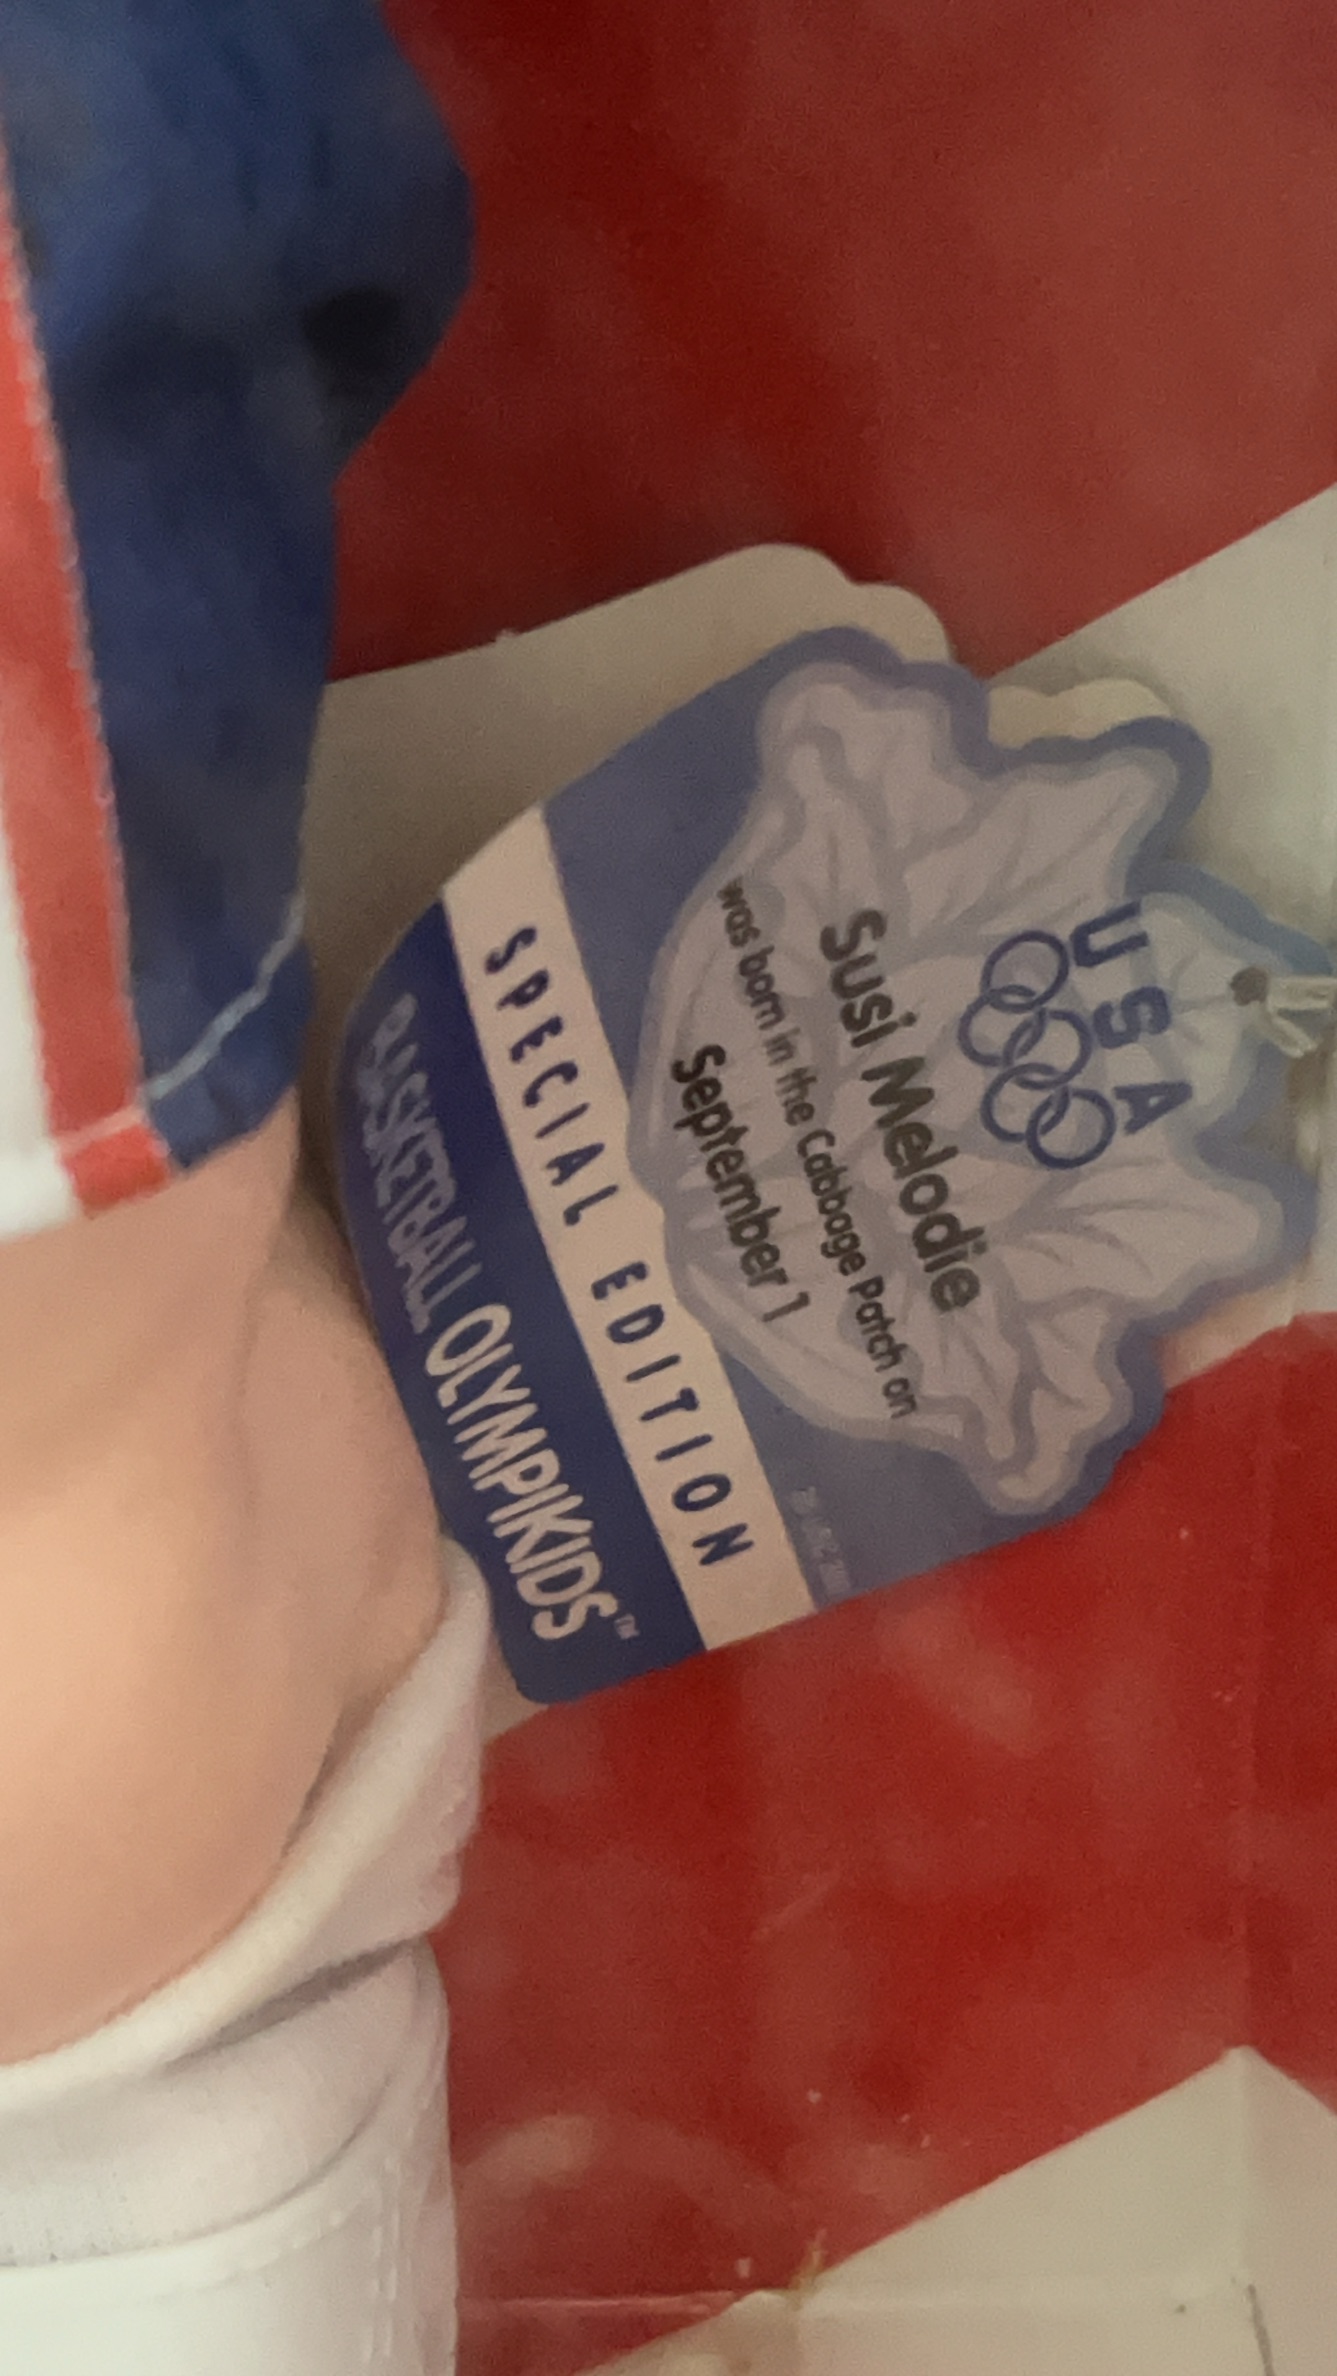 USA
Susi Melodie
was born in the Cabbage Patch on
September 1
SPECIAL EDITION
BASKETBALL OLYMPIKIDS™